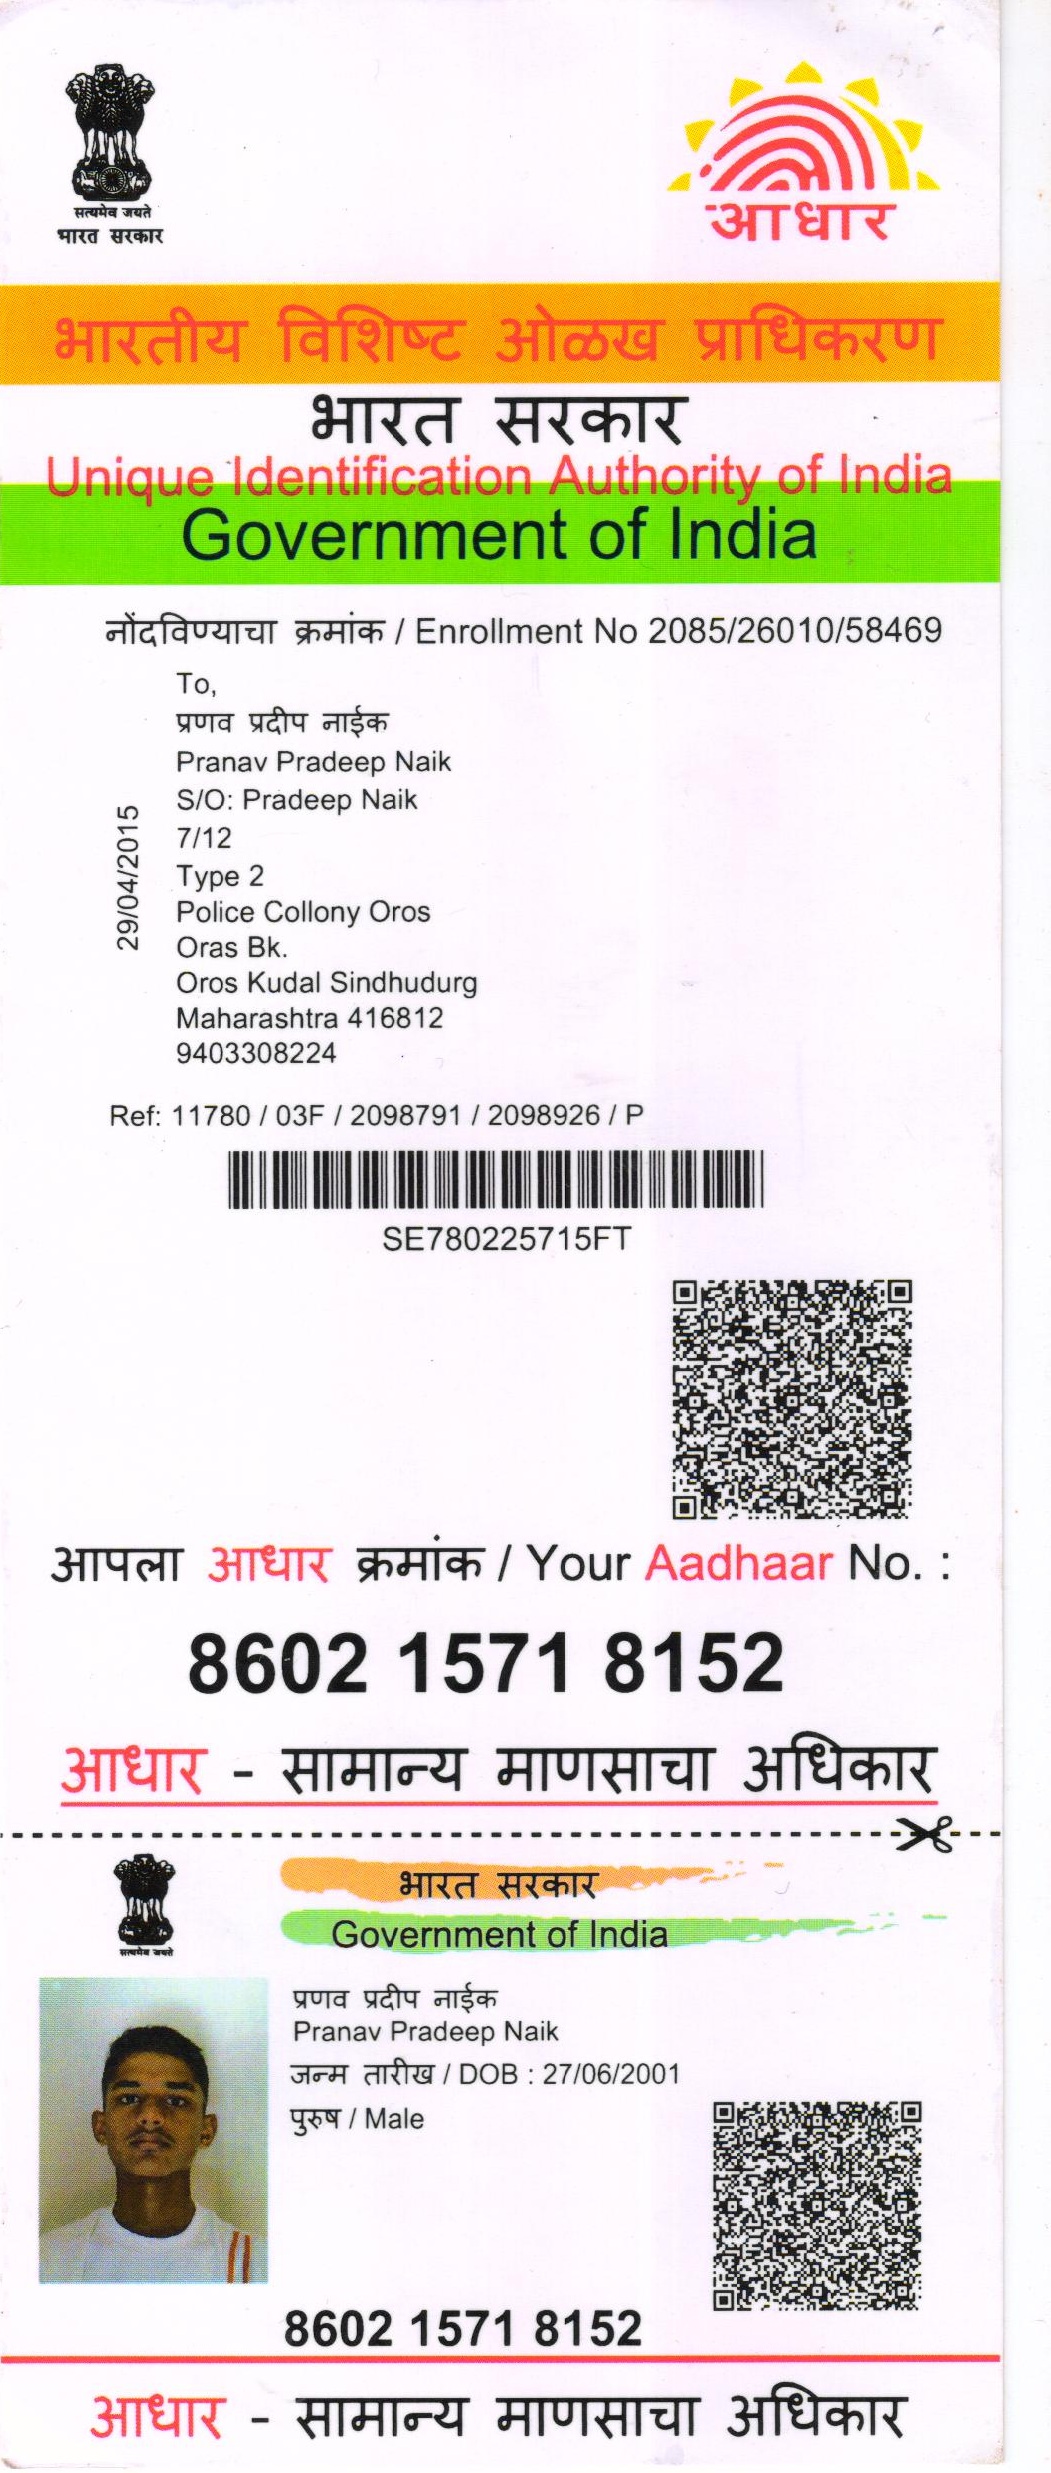 सत्यमेव जयते
भारत सरकार
आधार
भारतीय विशिष्ट ओळख प्राधिकरण
भारत सरकार
Unique Identification Authority of India
Government of India
नोंदविण्याचा क्रमांक / Enrollment No 2085/26010/58469
To,
प्रणव प्रदीप नाईक
Pranav Pradeep Naik
S/O: Pradeep Naik
7/12
Type 2
Police Collony Oros
Oras Bk.
Oros Kudal Sindhudurg
Maharashtra 416812
9403308224
29/04/2015
Ref: 11780 / 03F / 2098791 / 2098926 / P
SE780225715FT
आपला आधार क्रमांक / Your Aadhaar No. :
8602 1571 8152
आधार - सामान्य माणसाचा अधिकार
सत्यमेव जयते
भारत सरकार
Government of India
प्रणव प्रदीप नाईक
Pranav Pradeep Naik
जन्म तारीख / DOB : 27/06/2001
पुरुष / Male
8602 1571 8152
आधार - सामान्य माणसाचा अधिकार